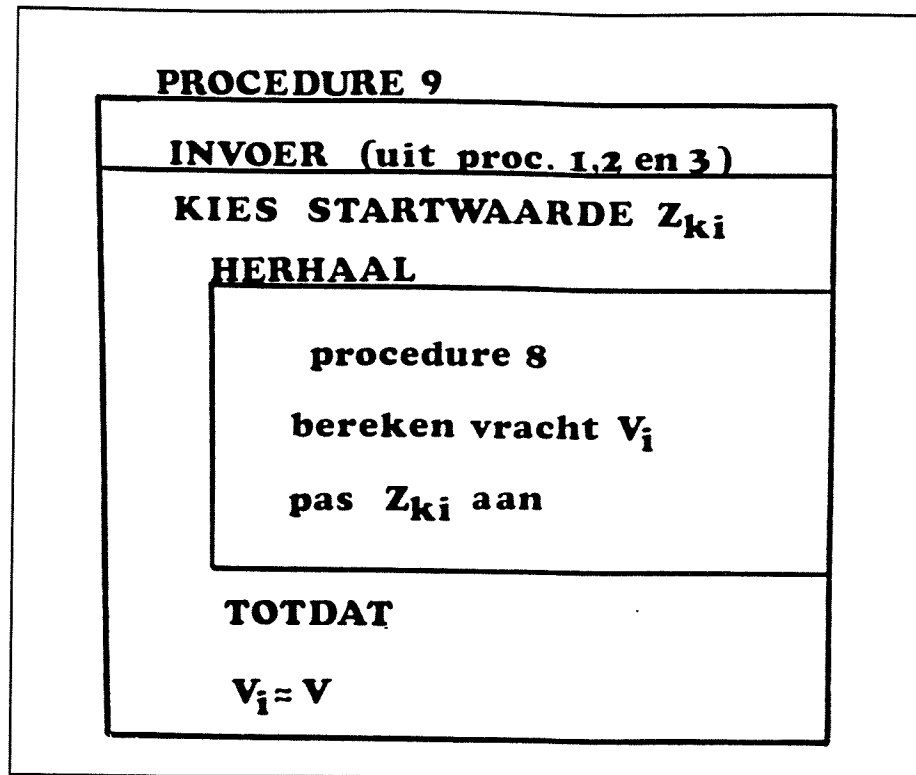 PROCEDURE 9
INVOER (uit proc. 1,2 en 3)
KIES STARTWAARDE Zki
HERHAAL
procedure 8
bereken vracht Vi
pas Zki aan
TOTDAT
Vi ≈ V